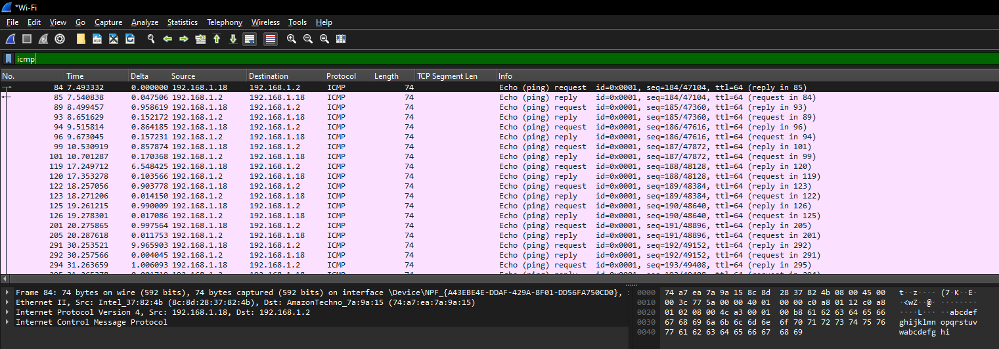 *Wi-Fi
File Edit View Go Capture Analyze Statistics Telephony Wireless Tools Help
icmp
No. Time Delta Source Destination Protocol Length TCP Segment Len Info
84 7.493332 0.000000 192.168.1.18 192.168.1.2 ICMP 74 Echo (ping) request id=0x0001, seq=184/47104, ttl=64 (reply in 85)
85 7.540838 0.047506 192.168.1.2 192.168.1.18 ICMP 74 Echo (ping) reply id=0x0001, seq=184/47104, ttl=64 (request in 84)
89 8.499457 0.958619 192.168.1.18 192.168.1.2 ICMP 74 Echo (ping) request id=0x0001, seq=185/47360, ttl=64 (reply in 93)
93 8.651629 0.152172 192.168.1.2 192.168.1.18 ICMP 74 Echo (ping) reply id=0x0001, seq=185/47360, ttl=64 (request in 89)
94 9.515814 0.864185 192.168.1.18 192.168.1.2 ICMP 74 Echo (ping) request id=0x0001, seq=186/47616, ttl=64 (reply in 96)
96 9.673045 0.157231 192.168.1.2 192.168.1.18 ICMP 74 Echo (ping) reply id=0x0001, seq=186/47616, ttl=64 (request in 94)
99 10.530919 0.857874 192.168.1.18 192.168.1.2 ICMP 74 Echo (ping) request id=0x0001, seq=187/47872, ttl=64 (reply in 101)
101 10.701287 0.170368 192.168.1.2 192.168.1.18 ICMP 74 Echo (ping) reply id=0x0001, seq=187/47872, ttl=64 (request in 99)
119 17.249712 6.548425 192.168.1.18 192.168.1.2 ICMP 74 Echo (ping) request id=0x0001, seq=188/48128, ttl=64 (reply in 120)
120 17.353278 0.103566 192.168.1.2 192.168.1.18 ICMP 74 Echo (ping) reply id=0x0001, seq=188/48128, ttl=64 (request in 119)
122 18.257056 0.903778 192.168.1.18 192.168.1.2 ICMP 74 Echo (ping) request id=0x0001, seq=189/48384, ttl=64 (reply in 123)
123 18.271206 0.014150 192.168.1.2 192.168.1.18 ICMP 74 Echo (ping) reply id=0x0001, seq=189/48384, ttl=64 (request in 122)
125 19.261215 0.990009 192.168.1.18 192.168.1.2 ICMP 74 Echo (ping) request id=0x0001, seq=190/48640, ttl=64 (reply in 126)
126 19.278301 0.017086 192.168.1.2 192.168.1.18 ICMP 74 Echo (ping) reply id=0x0001, seq=190/48640, ttl=64 (request in 125)
201 20.275865 0.997564 192.168.1.18 192.168.1.2 ICMP 74 Echo (ping) request id=0x0001, seq=191/48896, ttl=64 (reply in 205)
205 20.287618 0.011753 192.168.1.2 192.168.1.18 ICMP 74 Echo (ping) reply id=0x0001, seq=191/48896, ttl=64 (request in 201)
291 30.253521 9.965903 192.168.1.18 192.168.1.2 ICMP 74 Echo (ping) request id=0x0001, seq=192/49152, ttl=64 (reply in 292)
292 30.257566 0.004045 192.168.1.2 192.168.1.18 ICMP 74 Echo (ping) reply id=0x0001, seq=192/49152, ttl=64 (request in 291)
294 31.263659 1.006093 192.168.1.18 192.168.1.2 ICMP 74 Echo (ping) request id=0x0001, seq=193/49408, ttl=64 (reply in 295)
Frame 84: 74 bytes on wire (592 bits), 74 bytes captured (592 bits) on interface \Device\NPF_{A43EBE4E-DDAF-429A-8F01-DD56FA750CD0},
Ethernet II, Src: Intel_37:82:4b (8c:8d:28:37:82:4b), Dst: AmazonTechno_7a:9a:15 (74:a7:ea:7a:9a:15)
Internet Protocol Version 4, Src: 192.168.1.18, Dst: 192.168.1.2
Internet Control Message Protocol
0000 74 a7 ea 7a 9a 15 8c 8d 28 37 82 4b 08 00 45 00 t··z···· (7·K··E·
0010 00 3c 77 5a 00 00 40 01 00 00 c0 a8 01 12 c0 a8 ·<wZ··@· ········
0020 01 02 08 00 4c a3 00 01 00 b8 61 62 63 64 65 66 ····L··· ··abcdef
0030 67 68 69 6a 6b 6c 6d 6e 6f 70 71 72 73 74 75 76 ghijklmn opqrstuv
0040 77 61 62 63 64 65 66 67 68 69 wabcdefg hi